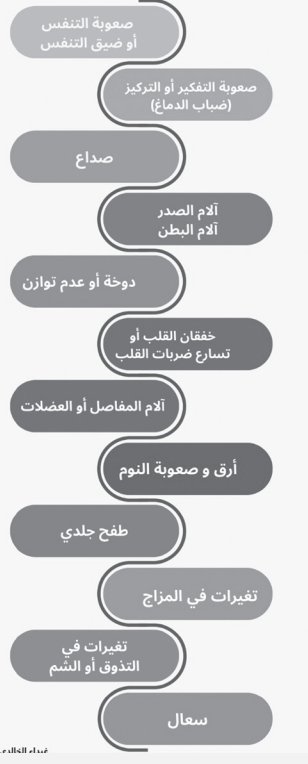 صعوبة التنفس
أو ضيق التنفس
صعوبة التفكير أو التركيز
(ضباب الدماغ)
صداع
آلام الصدر
آلام البطن
دوخة أو عدم توازن
خفقان القلب أو
تسارع ضربات القلب
آلام المفاصل أو العضلات
أرق و صعوبة النوم
طفح جلدي
تغيرات في المزاج
تغيرات في
التذوق أو الشم
سعال